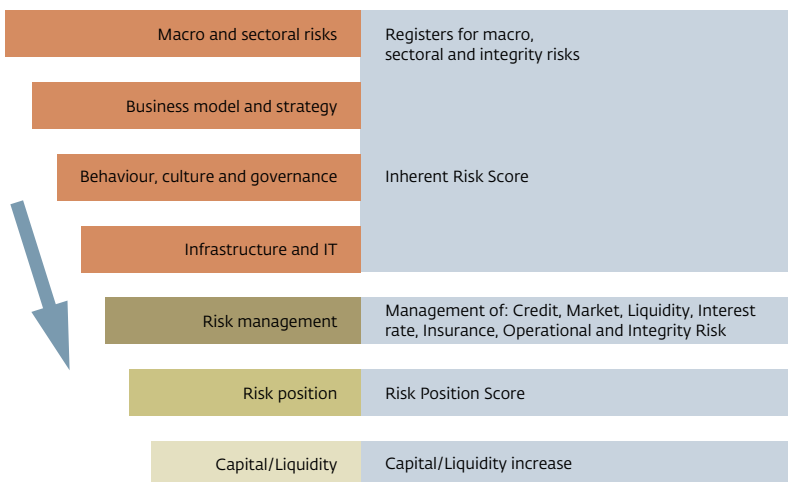 Macro and sectoral risks
Registers for macro,
sectoral and integrity risks
Business model and strategy
Behaviour, culture and governance
Inherent Risk Score
Infrastructure and IT
Risk management
Management of: Credit, Market, Liquidity, Interest
rate, Insurance, Operational and Integrity Risk
Risk position
Risk Position Score
Capital/Liquidity
Capital/Liquidity increase